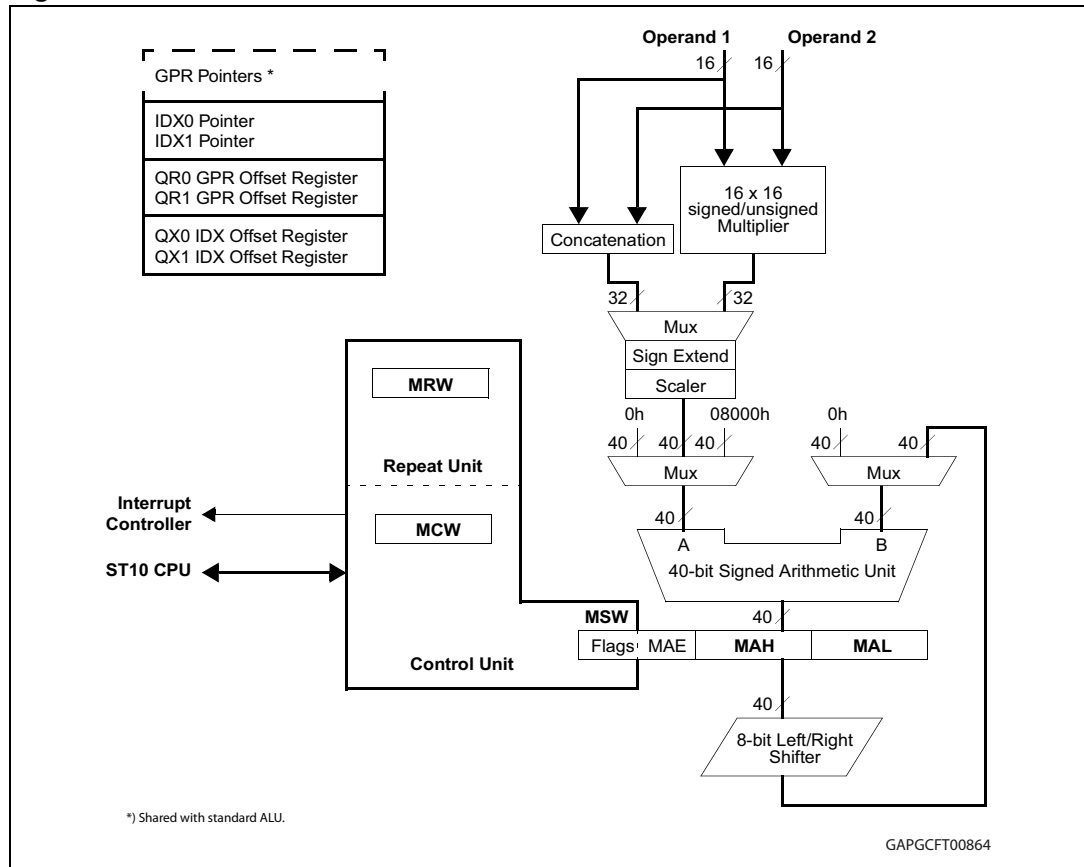 Operand 1 Operand 2
16 16
GPR Pointers *
IDX0 Pointer
IDX1 Pointer
QR0 GPR Offset Register
QR1 GPR Offset Register
QX0 IDX Offset Register
QX1 IDX Offset Register
16 x 16
signed/unsigned
Multiplier
Concatenation
32 32
Mux
Sign Extend
Scaler
0h 08000h 0h
40 40 40 40 40
Mux Mux
40 40
A B
40-bit Signed Arithmetic Unit
40
MRW
Repeat Unit
MCW
Interrupt
Controller
ST10 CPU
Control Unit
MSW
Flags MAE MAH MAL
40
8-bit Left/Right
Shifter
*) Shared with standard ALU.
GAPGCFT00864